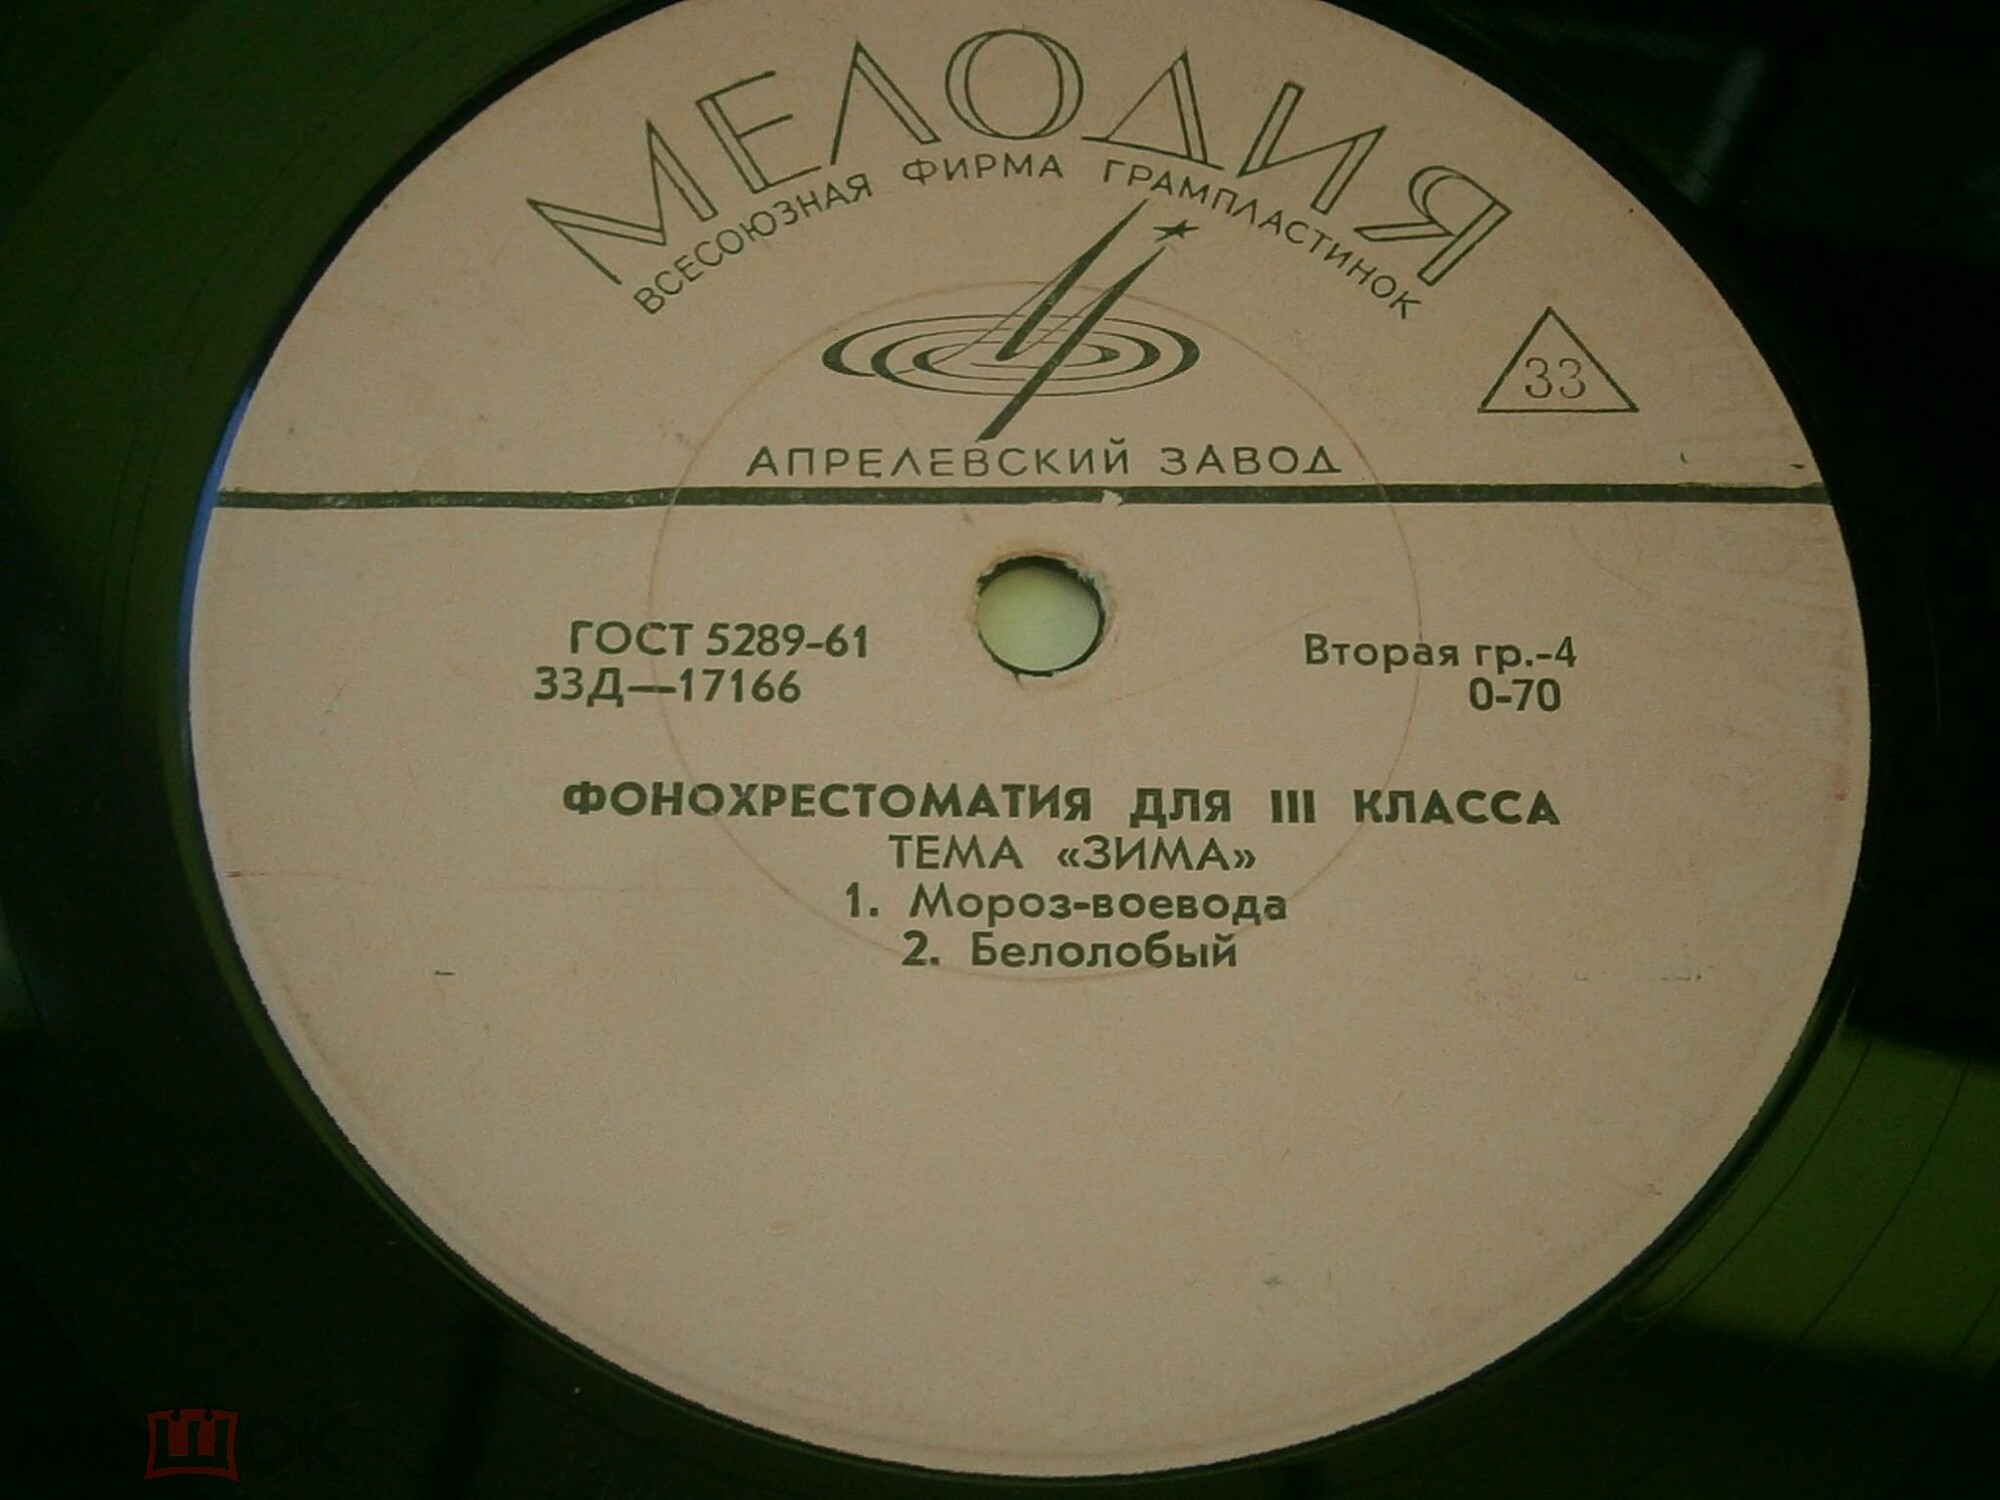 МЕЛОДИЯ
ВСЕСОЮЗНАЯ ФИРМА ГРАМПЛАСТИНОК
33
АПРЕЛЕВСКИЙ ЗАВОД
ГОСТ 5289-61
Вторая гр.-4
33Д—17166
0-70
ФОНОХРЕСТОМАТИЯ ДЛЯ III КЛАССА
ТЕМА «ЗИМА»
1. Мороз-воевода
2. Белолобый